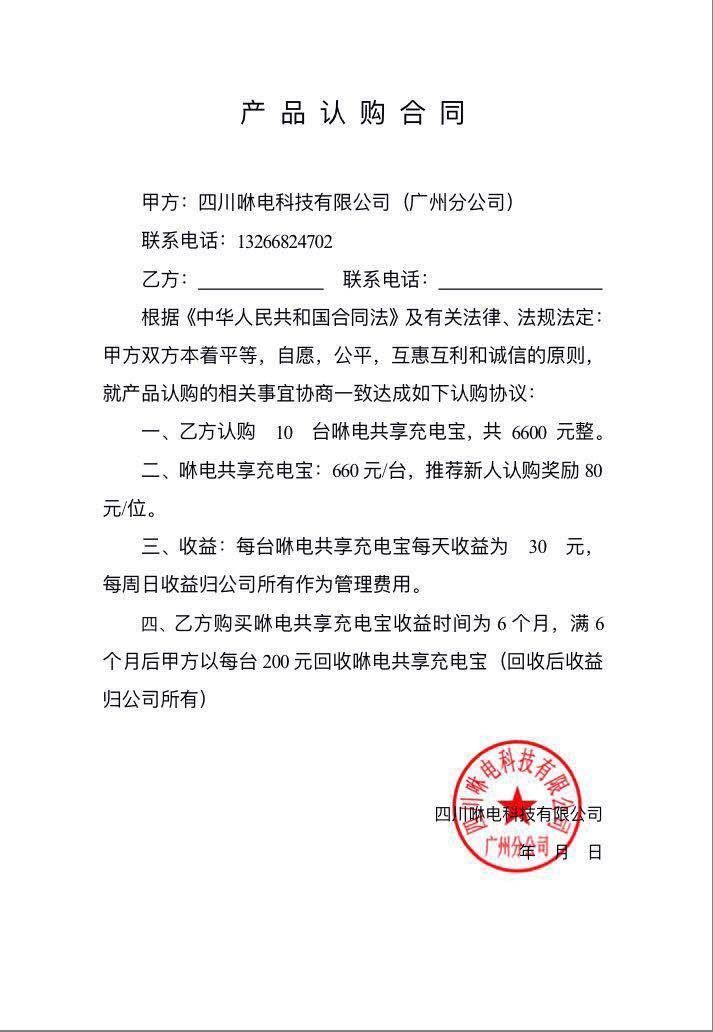 产品认购合同
甲方：四川咻电科技有限公司（广州分公司）
联系电话：13266824702
乙方：____________ 联系电话：________________
根据《中华人民共和国合同法》及有关法律、法规法定：
甲方双方本着平等，自愿，公平，互惠互利和诚信的原则，
就产品认购的相关事宜协商一致达成如下认购协议：
一、乙方认购 10 台咻电共享充电宝，共 6600 元整。
二、咻电共享充电宝：660元/台，推荐新人认购奖励80
元/位。
三、收益：每台咻电共享充电宝每天收益为 30 元，
每周日收益归公司所有作为管理费用。
四、乙方购买咻电共享充电宝收益时间为6个月，满6
个月后甲方以每台200元回收咻电共享充电宝（回收后收益
归公司所有）
四川咻电科技有限公司
四川咻电科技有限公司
广州分公司
年 月 日